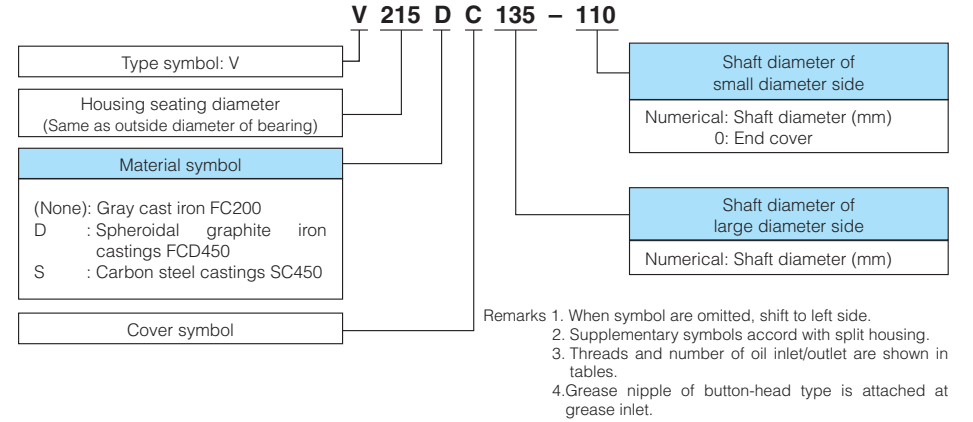 V 215 D C 135 – 110
Type symbol: V
Housing seating diameter
(Same as outside diameter of bearing)
Material symbol
(None): Gray cast iron FC200
D : Spheroidal graphite iron
castings FCD450
S : Carbon steel castings SC450
Cover symbol
Shaft diameter of
small diameter side
Numerical: Shaft diameter (mm)
0: End cover
Shaft diameter of
large diameter side
Numerical: Shaft diameter (mm)
Remarks 1. When symbol are omitted, shift to left side.
2. Supplementary symbols accord with split housing.
3. Threads and number of oil inlet/outlet are shown in
tables.
4.Grease nipple of button-head type is attached at
grease inlet.